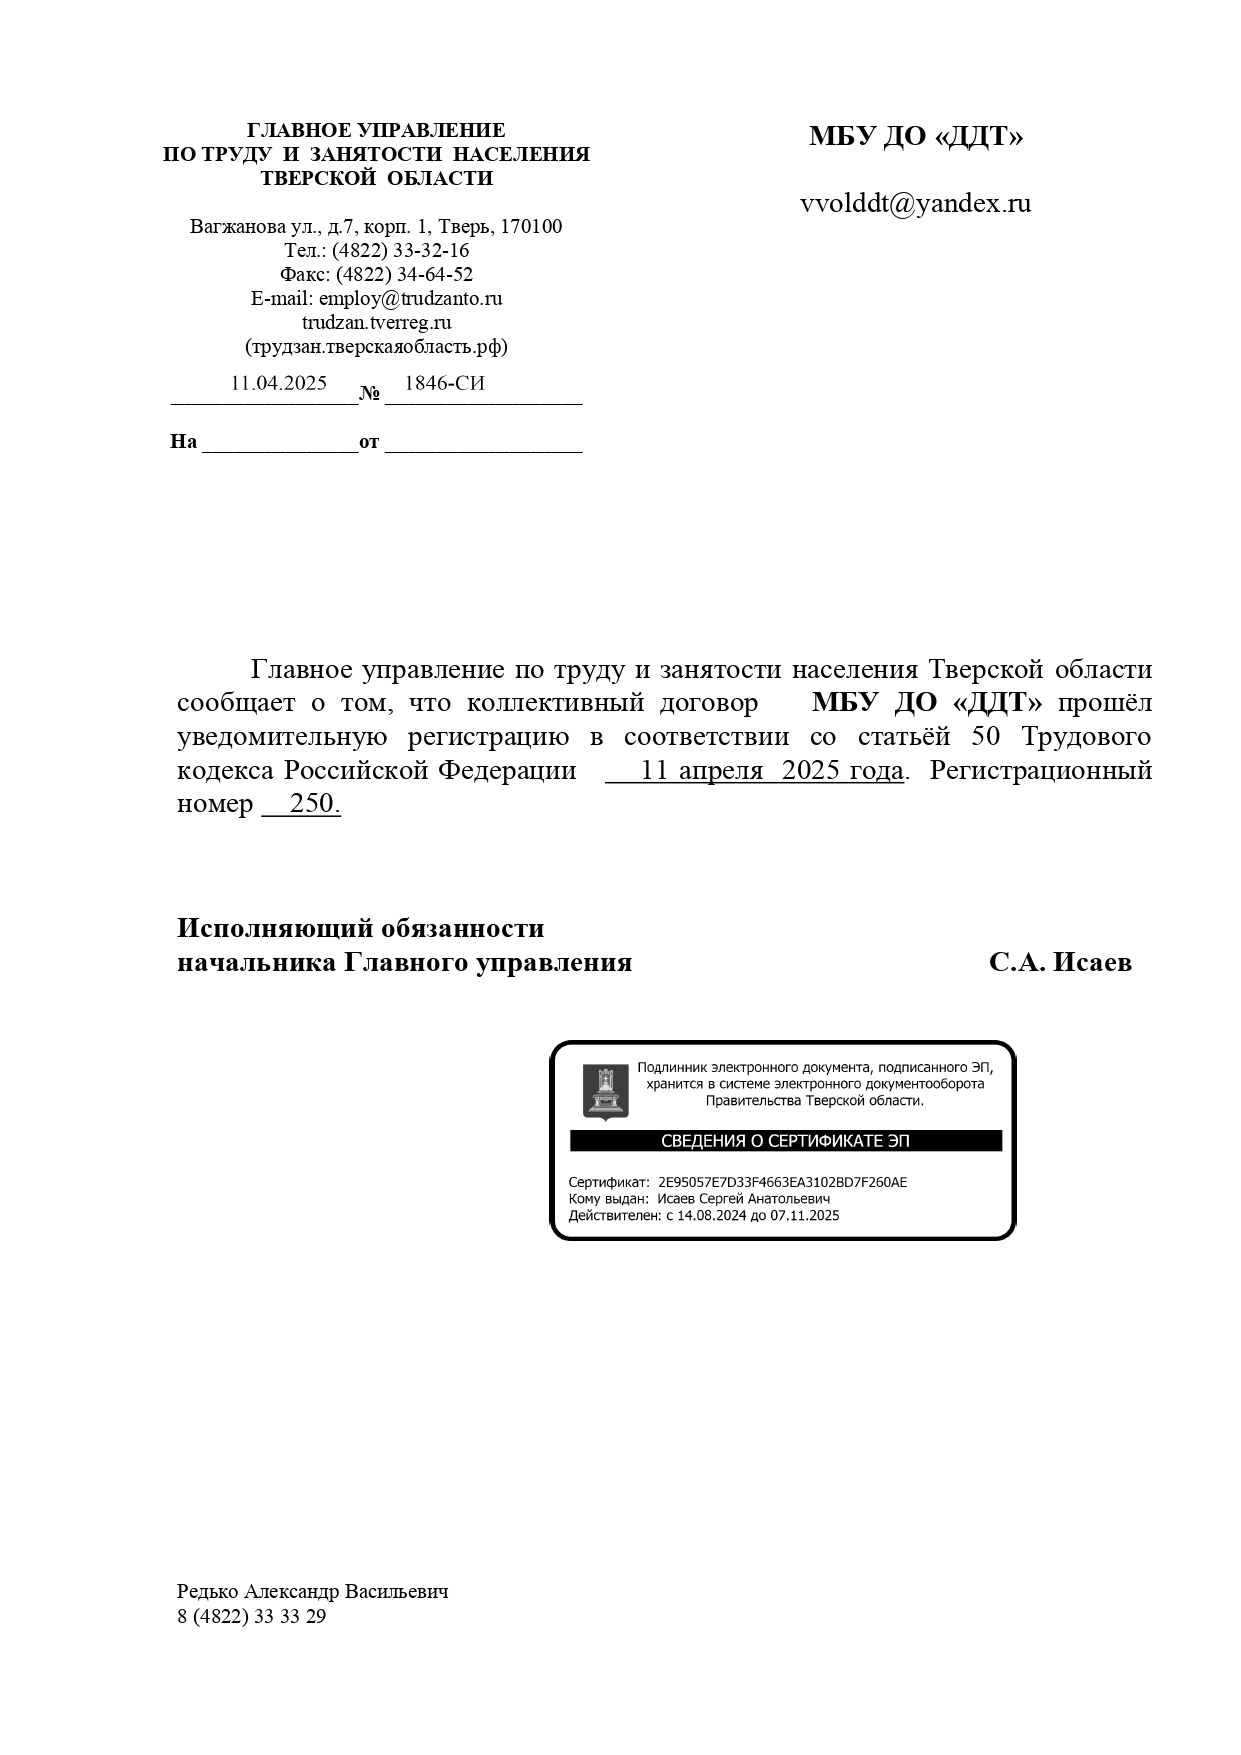 ГЛАВНОЕ УПРАВЛЕНИЕ
ПО ТРУДУ И ЗАНЯТОСТИ НАСЕЛЕНИЯ
ТВЕРСКОЙ ОБЛАСТИ
Вагжанова ул., д.7, корп. 1, Тверь, 170100
Тел.: (4822) 33-32-16
Факс: (4822) 34-64-52
E-mail: employ@trudzanto.ru
trudzan.tverreg.ru
(трудзан.тверскаяобласть.рф)
11.04.2025 № 1846-СИ
На _______________от ___________________
МБУ ДО «ДДТ»
vvolddt@yandex.ru
Главное управление по труду и занятости населения Тверской области
сообщает о том, что коллективный договор МБУ ДО «ДДТ» прошёл
уведомительную регистрацию в соответствии со статьёй 50 Трудового
кодекса Российской Федерации 11 апреля 2025 года. Регистрационный
номер 250.
Исполняющий обязанности
начальника Главного управления С.А. Исаев
Подлинник электронного документа, подписанного ЭП,
хранится в системе электронного документооборота
Правительства Тверской области.
СВЕДЕНИЯ О СЕРТИФИКАТЕ ЭП
Сертификат: 2E95057E7D33F4663EA3102BD7F260AE
Кому выдан: Исаев Сергей Анатольевич
Действителен: с 14.08.2024 до 07.11.2025
Редько Александр Васильевич
8 (4822) 33 33 29